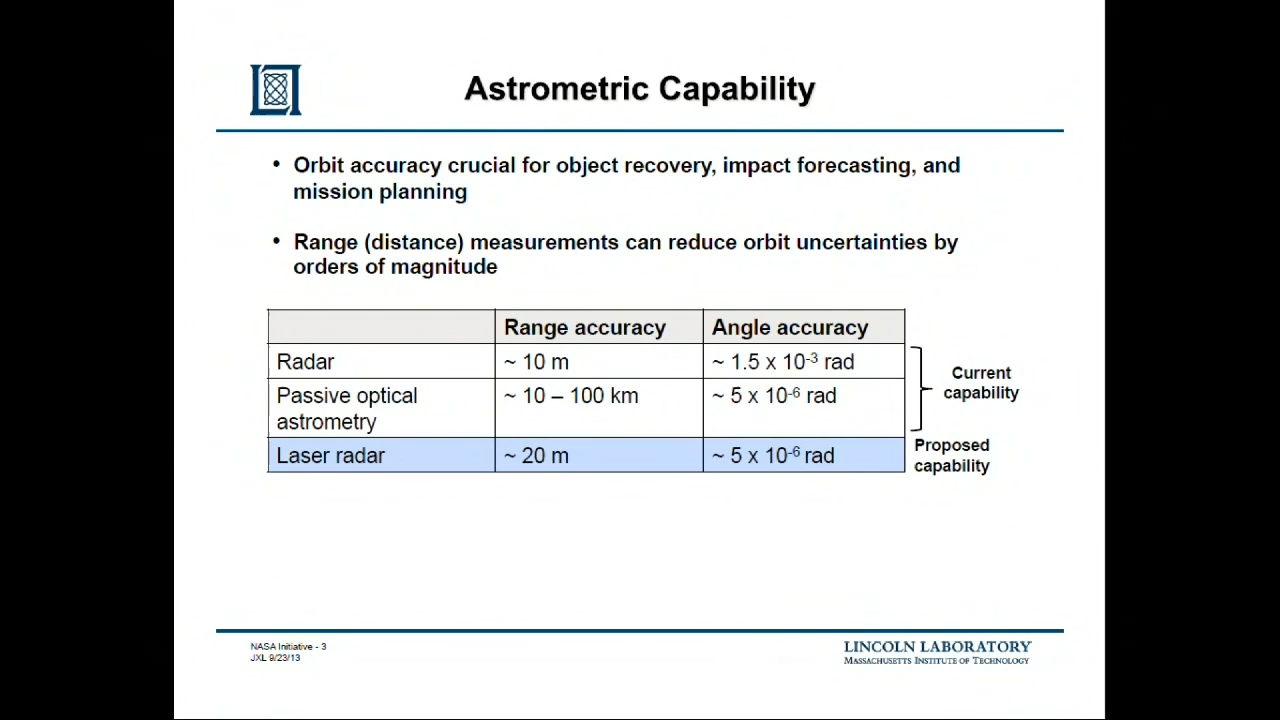 Astrometric Capability
• Orbit accuracy crucial for object recovery, impact forecasting, and
mission planning
• Range (distance) measurements can reduce orbit uncertainties by
orders of magnitude
Range accuracy Angle accuracy
Radar ~ 10 m ~ 1.5 x 10⁻³ rad
Passive optical ~ 10 – 100 km ~ 5 x 10⁻⁶ rad
astrometry
Current
capability
Laser radar ~ 20 m ~ 5 x 10⁻⁶ rad
Proposed
capability
NASA Initiative - 3
JXL 9/23/13
LINCOLN LABORATORY
MASSACHUSETTS INSTITUTE OF TECHNOLOGY